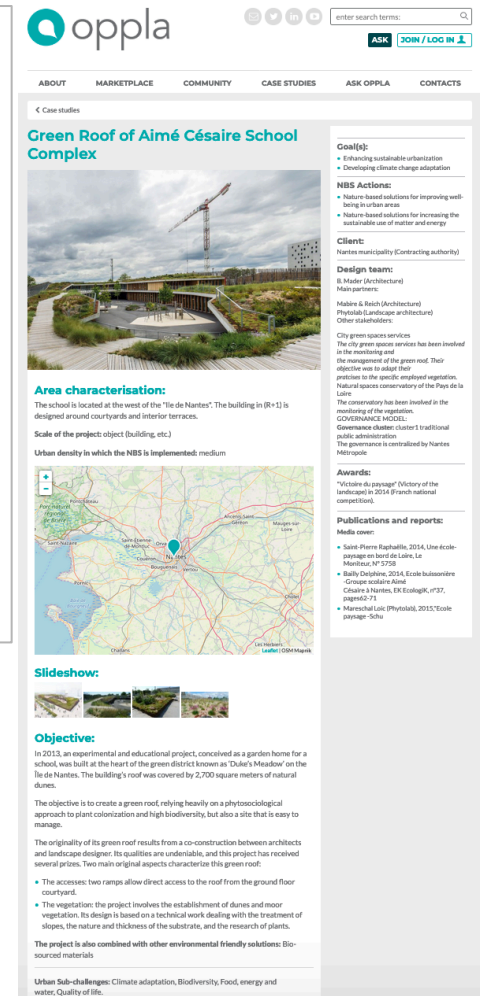 oppla
enter search terms:
ASK
JOIN / LOG IN
ABOUT
MARKETPLACE
COMMUNITY
CASE STUDIES
ASK OPPLA
CONTACTS
Case studies
Green Roof of Aimé Césaire School
Complex
Area characterisation:
The school is located at the west of the "Ile de Nantes". The building in (R+1) is
designed around courtyards and interior terraces.
Scale of the project: object (building, etc.)
Urban density in which the NBS is implemented: medium
+
−
Nantes
Leaflet | OSM Mapnik
Slideshow:
Objective:
In 2013, an experimental and educational project, conceived as a garden home for a
school, was built at the heart of the green district known as 'Duke's Meadow' on the
Île de Nantes. The building's roof was covered by 2,700 square meters of natural
dunes.
The objective is to create a green roof, relying heavily on a phytosociological
approach to plant colonization and high biodiversity, but also a site that is easy to
manage.
The originality of its green roof results from a co-construction between architects
and landscape designer. Its qualities are undeniable, and this project has received
several prizes. Two main original aspects characterize this green roof:
The accesses: two ramps allow direct access to the roof from the ground floor
courtyard.
The vegetation: the project involves the establishment of dunes and moor
vegetation. Its design is based on a technical work dealing with the treatment of
slopes, the nature and thickness of the substrate, and the research of plants.
The project is also combined with other environmental friendly solutions: Bio-
sourced materials
Urban Sub-challenges: Climate adaptation, Biodiversity, Food, energy and
water, Quality of life.
Goal(s):
Enhancing sustainable urbanization
Developing climate change adaptation
NBS Actions:
Nature-based solutions for improving well-
being in urban areas
Nature-based solutions for increasing the
sustainable use of matter and energy
Client:
Nantes municipality (Contracting authority)
Design team:
B. Mader (Architecture)
Main partners:
Mabire & Reich (Architecture)
Phytolab (Landscape architecture)
Other stakeholders:
City green spaces services
The city green spaces services has been involved
in the monitoring and
the management of the green roof. Their
objective was to adapt their
pratcises to the specific employed vegetation.
Natural spaces conservatory of the Pays de la
Loire
The conservatory has been involved in the
monitoring of the vegetation.
GOVERNANCE MODEL:
Governance cluster: cluster1 traditional
public administration
The governance is centralized by Nantes
Métropole
Awards:
"Victoire du paysage" (Victory of the
landscape) in 2014 (Franch national
competition).
Publications and reports:
Media cover:
Saint-Pierre Raphaëlle, 2014, Une école-
paysage en bord de Loire, Le
Moniteur, N° 5758
Bailly Delphine, 2014, Ecole buissonière
-Groupe scolaire Aimé
Césaire à Nantes, EK EcologiK, n°37,
pages62-71
Mareschal Loic (Phytolab), 2015,"Ecole
paysage -Schu